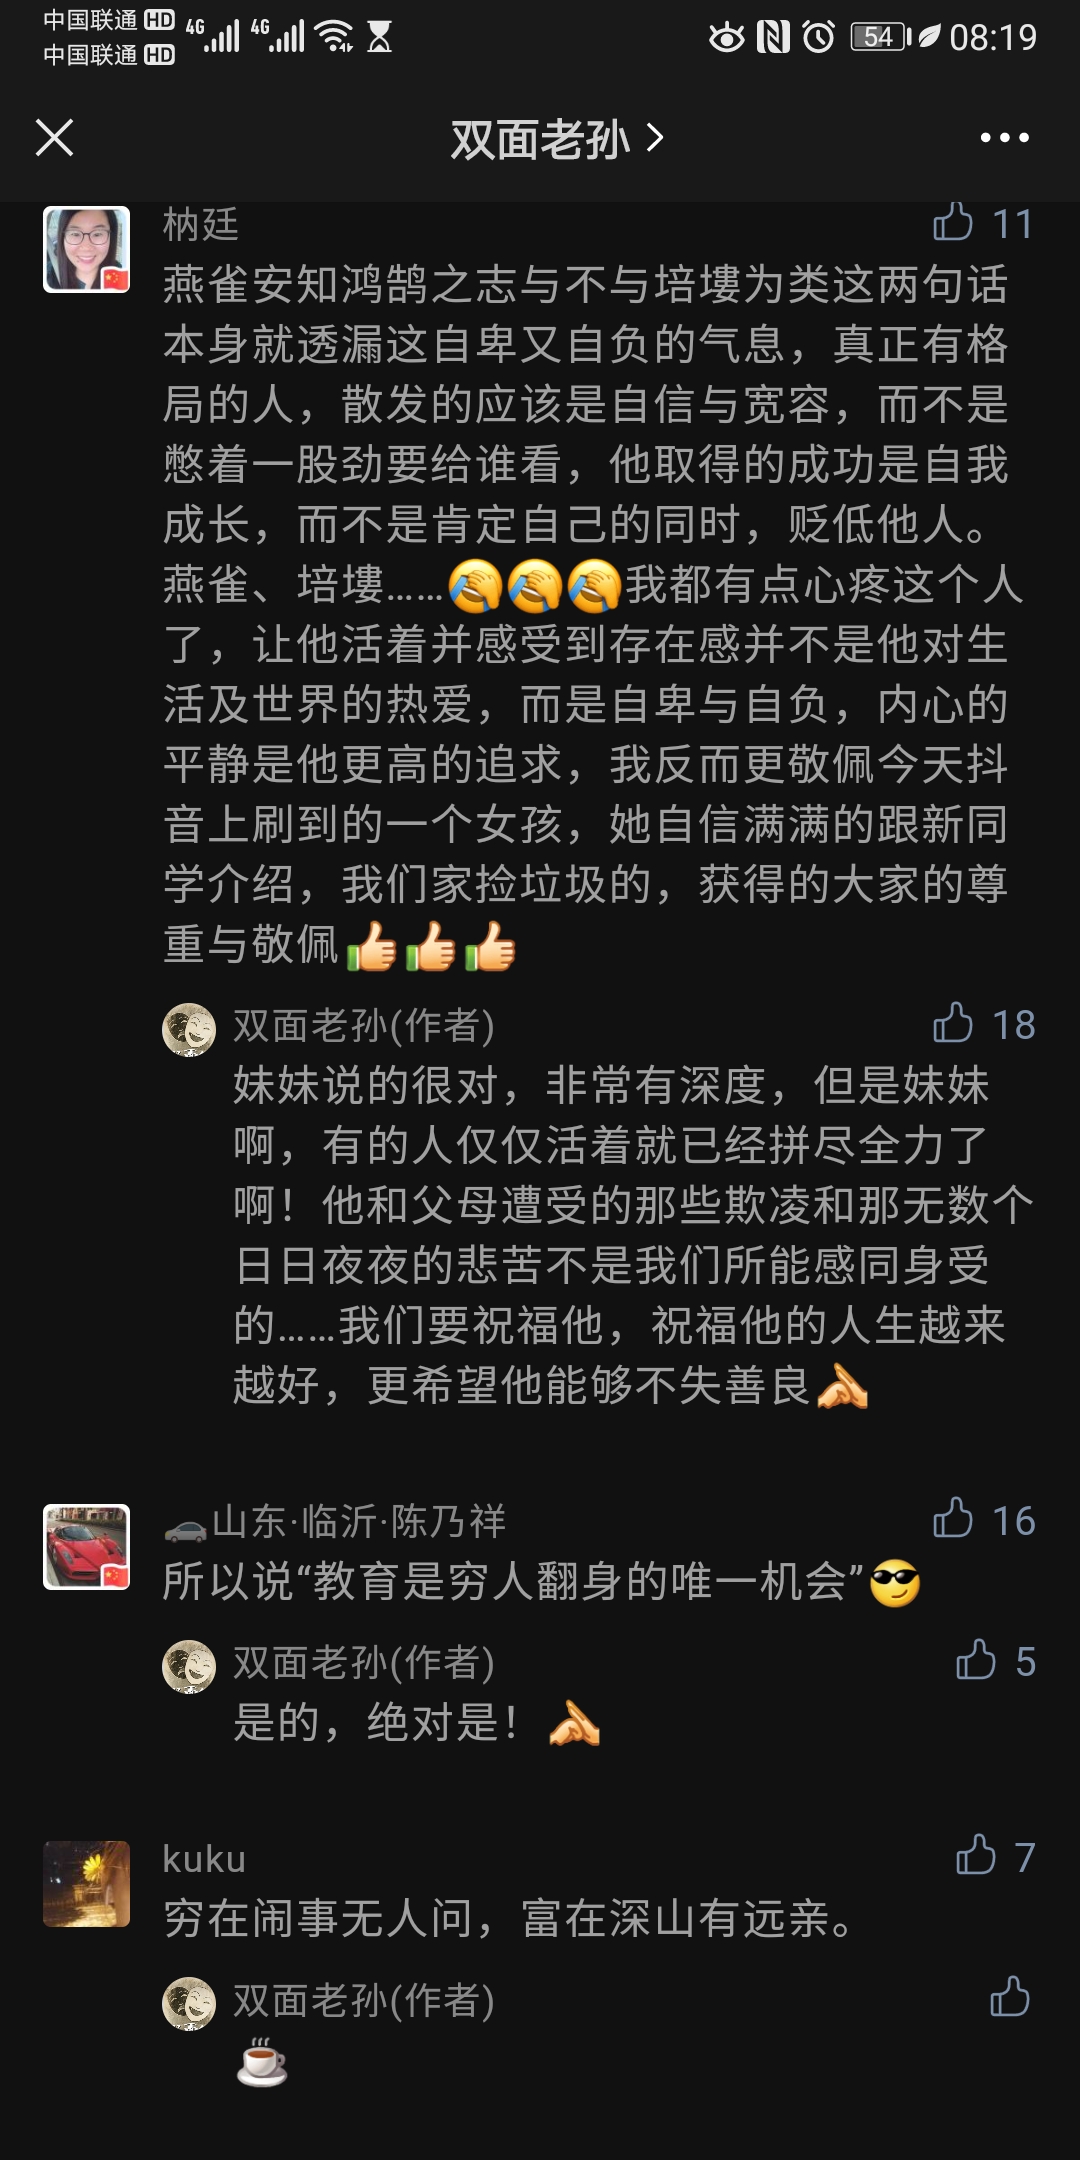 中国联通 HD 4G 4G 54 08:19
中国联通 HD
双面老孙
枘廷 11
燕雀安知鸿鹄之志与不与培塿为类这两句话
本身就透漏这自卑又自负的气息，真正有格
局的人，散发的应该是自信与宽容，而不是
憋着一股劲要给谁看，他取得的成功是自我
成长，而不是肯定自己的同时，贬低他人。
燕雀、培塿……🤦🤦🤦我都有点心疼这个人
了，让他活着并感受到存在感并不是他对生
活及世界的热爱，而是自卑与自负，内心的
平静是他更高的追求，我反而更敬佩今天抖
音上刷到的一个女孩，她自信满满的跟新同
学介绍，我们家捡垃圾的，获得的大家的尊
重与敬佩👍👍👍
双面老孙(作者) 18
妹妹说的很对，非常有深度，但是妹妹
啊，有的人仅仅活着就已经拼尽全力了
啊！他和父母遭受的那些欺凌和那无数个
日日夜夜的悲苦不是我们所能感同身受
的……我们要祝福他，祝福他的人生越来
越好，更希望他能够不失善良🙏
🚗山东·临沂·陈乃祥 16
所以说“教育是穷人翻身的唯一机会”😎
双面老孙(作者) 5
是的，绝对是！🙏
kuku 7
穷在闹事无人问，富在深山有远亲。
双面老孙(作者)
☕